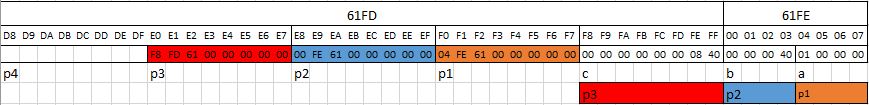 61FD 61FE
D8 D9 DA DB DC DD DE DF E0 E1 E2 E3 E4 E5 E6 E7 E8 E9 EA EB EC ED EE EF F0 F1 F2 F3 F4 F5 F6 F7 F8 F9 FA FB FC FD FE FF 00 01 02 03 04 05 06 07
F8 FD 61 00 00 00 00 00 00 FE 61 00 00 00 00 00 04 FE 61 00 00 00 00 00 00 00 00 00 00 00 08 40 00 00 00 40 01 00 00 00
p4 p3 p2 p1 c b a
p3 p2 p1